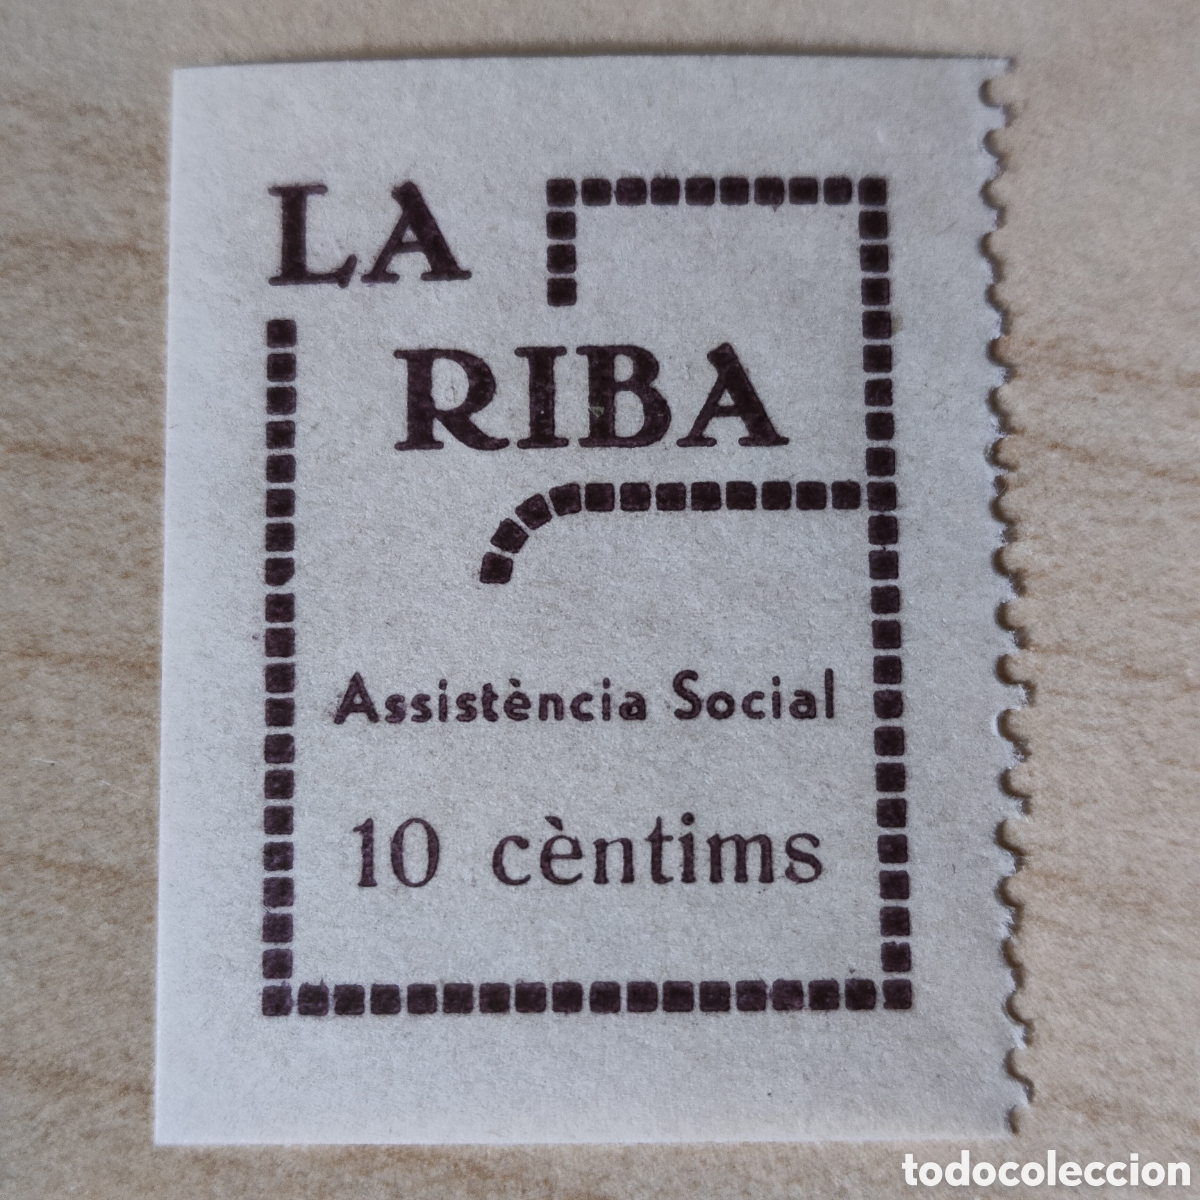 LA
RIBA
Assistència Social
10 cèntims
todocoleccion